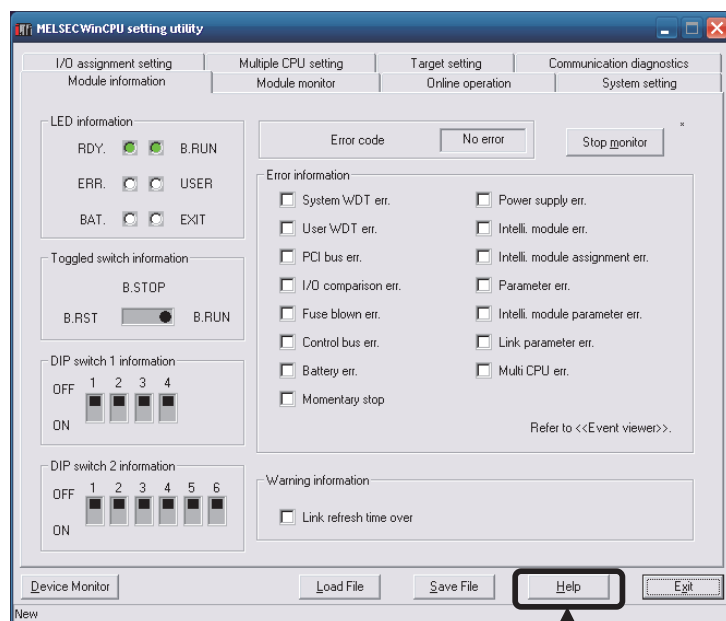 MELSECWinCPU setting utility
I/O assignment setting Multiple CPU setting Target setting Communication diagnostics
Module information Module monitor Online operation System setting
LED information
RDY. B.RUN
ERR. USER
BAT. EXIT
Error code No error Stop monitor
Toggled switch information
B.STOP
B.RST B.RUN
DIP switch 1 information
OFF 1 2 3 4
ON
DIP switch 2 information
OFF 1 2 3 4 5 6
ON
Error information
System WDT err. Power supply err.
User WDT err. Intelli. module err.
PCI bus err. Intelli. module assignment err.
I/O comparison err. Parameter err.
Fuse blown err. Intelli. module parameter err.
Control bus err. Link parameter err.
Battery err. Multi CPU err.
Momentary stop
Refer to <<Event viewer>>.
Warning information
Link refresh time over
Device Monitor Load File Save File Help Exit
New